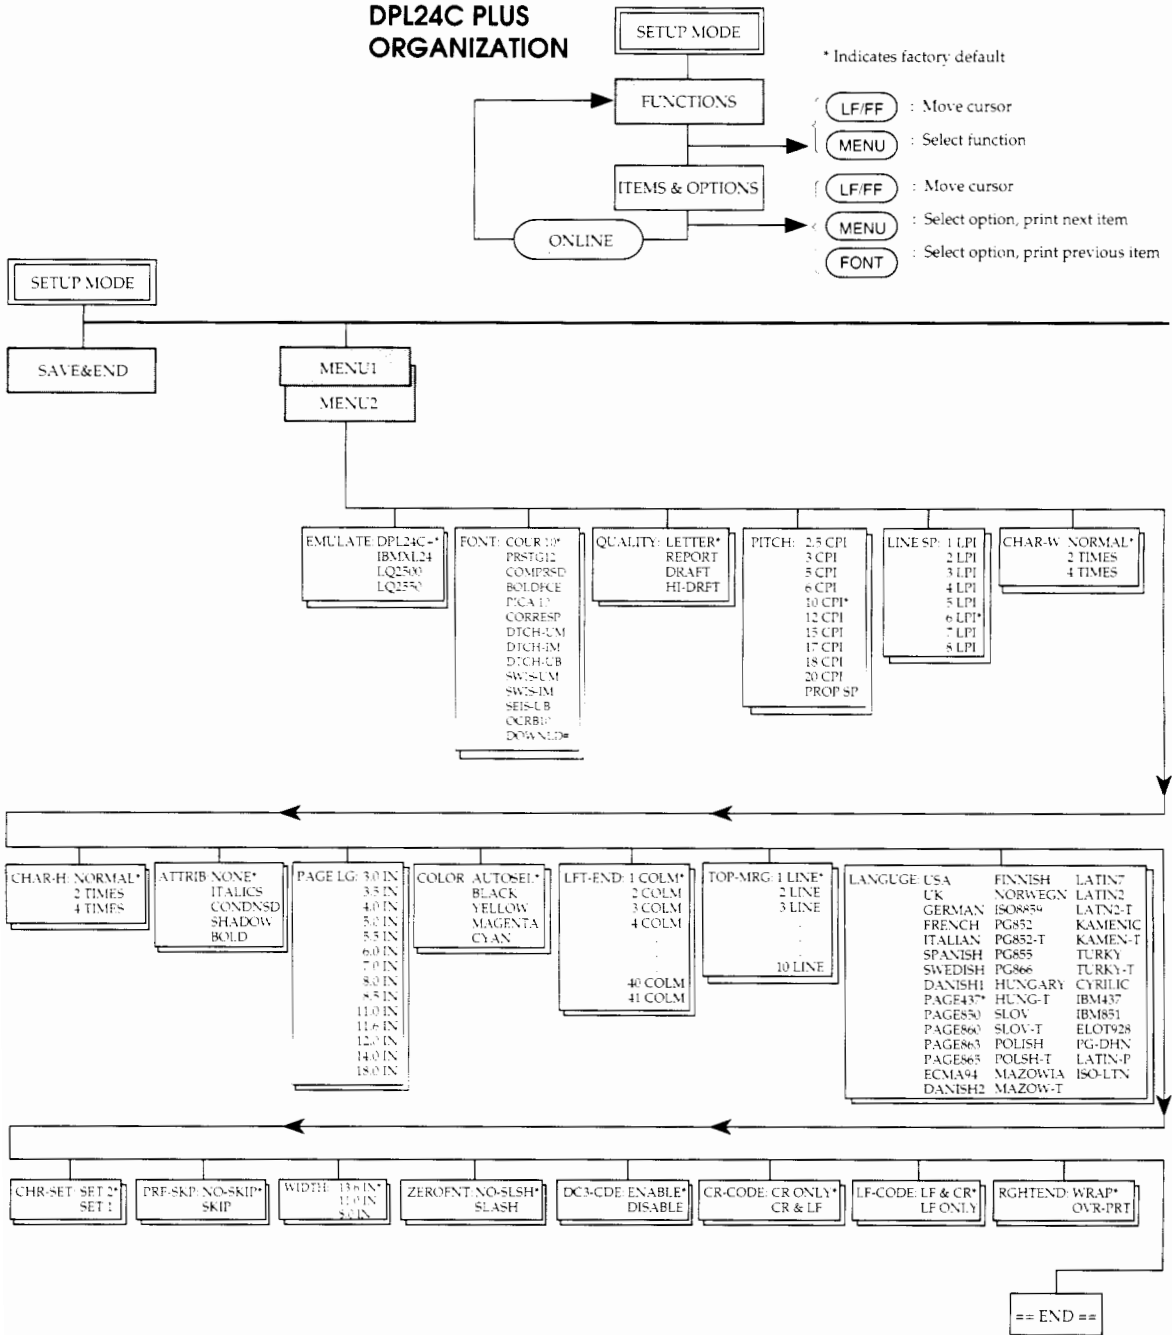 DPL24C PLUS
ORGANIZATION
SETUP MODE
* Indicates factory default
FUNCTIONS
LF/FF : Move cursor
MENU : Select function
ITEMS & OPTIONS
LF/FF : Move cursor
MENU : Select option, print next item
ONLINE
FONT : Select option, print previous item
SETUP MODE
SAVE&END
MENU1
MENU2
EMULATE: DPL24C+*
IBMXL24
LQ2500
LQ2550
FONT: COUR 10*
PRSTG12
COMPRSD
BOLDFCE
PICA 12
CORRESP
DTCH-UM
DTCH-IM
DTCH-UB
SWIS-UM
SWIS-IM
SEIS-UB
OCRB10
DOWNLD#
QUALITY: LETTER*
REPORT
DRAFT
HI-DRFT
PITCH: 2.5 CPI
3 CPI
5 CPI
6 CPI
10 CPI*
12 CPI
15 CPI
17 CPI
18 CPI
20 CPI
PROP SP
LINE SP: 1 LPI
2 LPI
3 LPI
4 LPI
5 LPI
6 LPI*
7 LPI
8 LPI
CHAR-W NORMAL*
2 TIMES
4 TIMES
CHAR-H: NORMAL*
2 TIMES
4 TIMES
ATTRIB NONE*
ITALICS
CONDNSD
SHADOW
BOLD
PAGE LG: 3.0 IN
3.5 IN
4.0 IN
5.0 IN
5.5 IN
6.0 IN
7.0 IN
8.0 IN
8.5 IN
11.0 IN
11.6 IN
12.0 IN
14.0 IN
18.0 IN
COLOR AUTOSEL*
BLACK
YELLOW
MAGENTA
CYAN
LFT-END: 1 COLM*
2 COLM
3 COLM
4 COLM
.
.
.
40 COLM
41 COLM
TOP-MRG: 1 LINE*
2 LINE
3 LINE
.
.
.
10 LINE
LANGUGE: USA FINNISH LATIN7
UK NORWEGN LATIN2
GERMAN ISO8859 LATN2-T
FRENCH PG852 KAMENIC
ITALIAN PG852-T KAMEN-T
SPANISH PG855 TURKY
SWEDISH PG866 TURKY-T
DANISH1 HUNGARY CYRILIC
PAGE437* HUNG-T IBM437
PAGE850 SLOV IBM851
PAGE860 SLOV-T ELOT928
PAGE863 POLISH PG-DHN
PAGE865 POLSH-T LATIN-P
ECMA94 MAZOWIA ISO-LTN
DANISH2 MAZOW-T
CHR-SET: SET 2*
SET 1
PRF-SKP: NO-SKIP*
SKIP
WIDTH: 13.6 IN*
11.0 IN
8.0 IN
ZEROFNT: NO-SLSH*
SLASH
DC3-CDE: ENABLE*
DISABLE
CR-CODE: CR ONLY*
CR & LF
LF-CODE: LF & CR*
LF ONLY
RGHTEND: WRAP*
OVR-PRT
== END ==